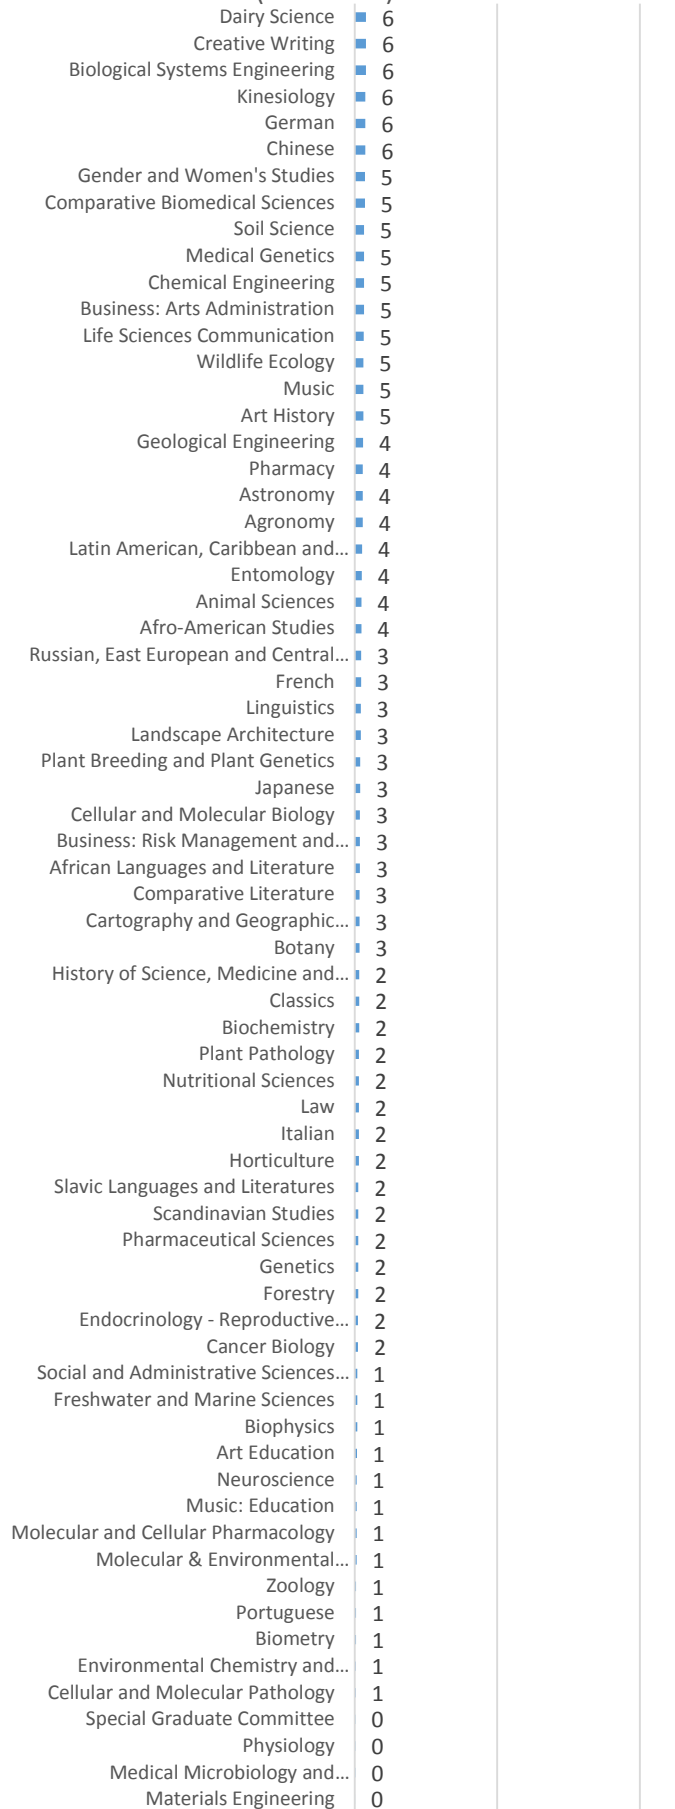 Dairy Science 6
Creative Writing 6
Biological Systems Engineering 6
Kinesiology 6
German 6
Chinese 6
Gender and Women's Studies 5
Comparative Biomedical Sciences 5
Soil Science 5
Medical Genetics 5
Chemical Engineering 5
Business: Arts Administration 5
Life Sciences Communication 5
Wildlife Ecology 5
Music 5
Art History 5
Geological Engineering 4
Pharmacy 4
Astronomy 4
Agronomy 4
Latin American, Caribbean and... 4
Entomology 4
Animal Sciences 4
Afro-American Studies 4
Russian, East European and Central... 3
French 3
Linguistics 3
Landscape Architecture 3
Plant Breeding and Plant Genetics 3
Japanese 3
Cellular and Molecular Biology 3
Business: Risk Management and... 3
African Languages and Literature 3
Comparative Literature 3
Cartography and Geographic... 3
Botany 3
History of Science, Medicine and... 2
Classics 2
Biochemistry 2
Plant Pathology 2
Nutritional Sciences 2
Law 2
Italian 2
Horticulture 2
Slavic Languages and Literatures 2
Scandinavian Studies 2
Pharmaceutical Sciences 2
Genetics 2
Forestry 2
Endocrinology - Reproductive... 2
Cancer Biology 2
Social and Administrative Sciences... 1
Freshwater and Marine Sciences 1
Biophysics 1
Art Education 1
Neuroscience 1
Music: Education 1
Molecular and Cellular Pharmacology 1
Molecular & Environmental... 1
Zoology 1
Portuguese 1
Biometry 1
Environmental Chemistry and... 1
Cellular and Molecular Pathology 1
Special Graduate Committee 0
Physiology 0
Medical Microbiology and... 0
Materials Engineering 0